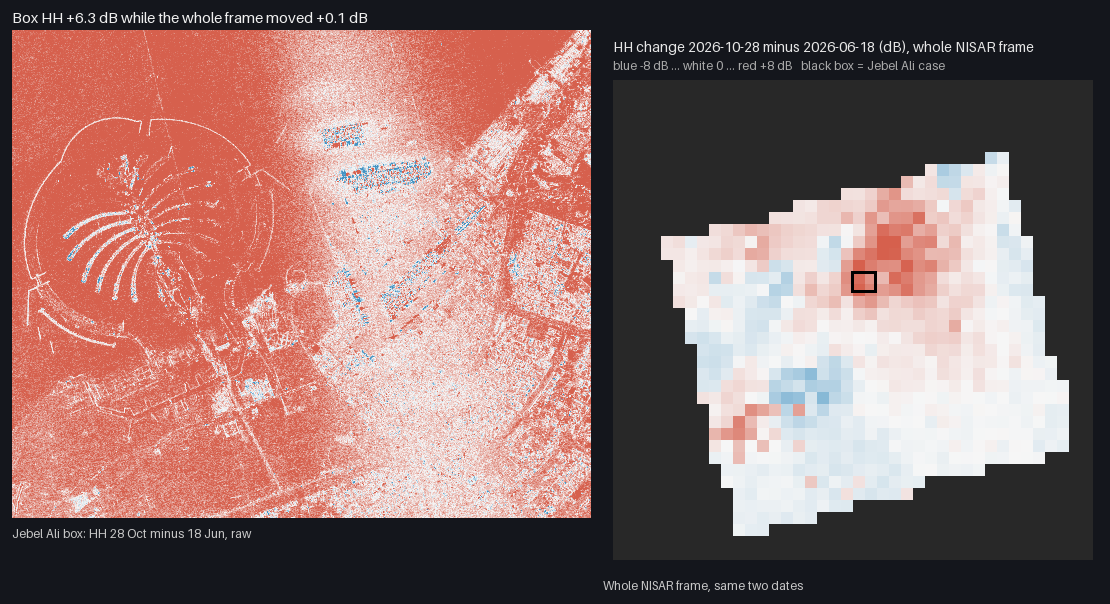 Box HH +6.3 dB while the whole frame moved +0.1 dB
HH change 2026-10-28 minus 2026-06-18 (dB), whole NISAR frame
blue -8 dB ... white 0 ... red +8 dB   black box = Jebel Ali case
Jebel Ali box: HH 28 Oct minus 18 Jun, raw
Whole NISAR frame, same two dates